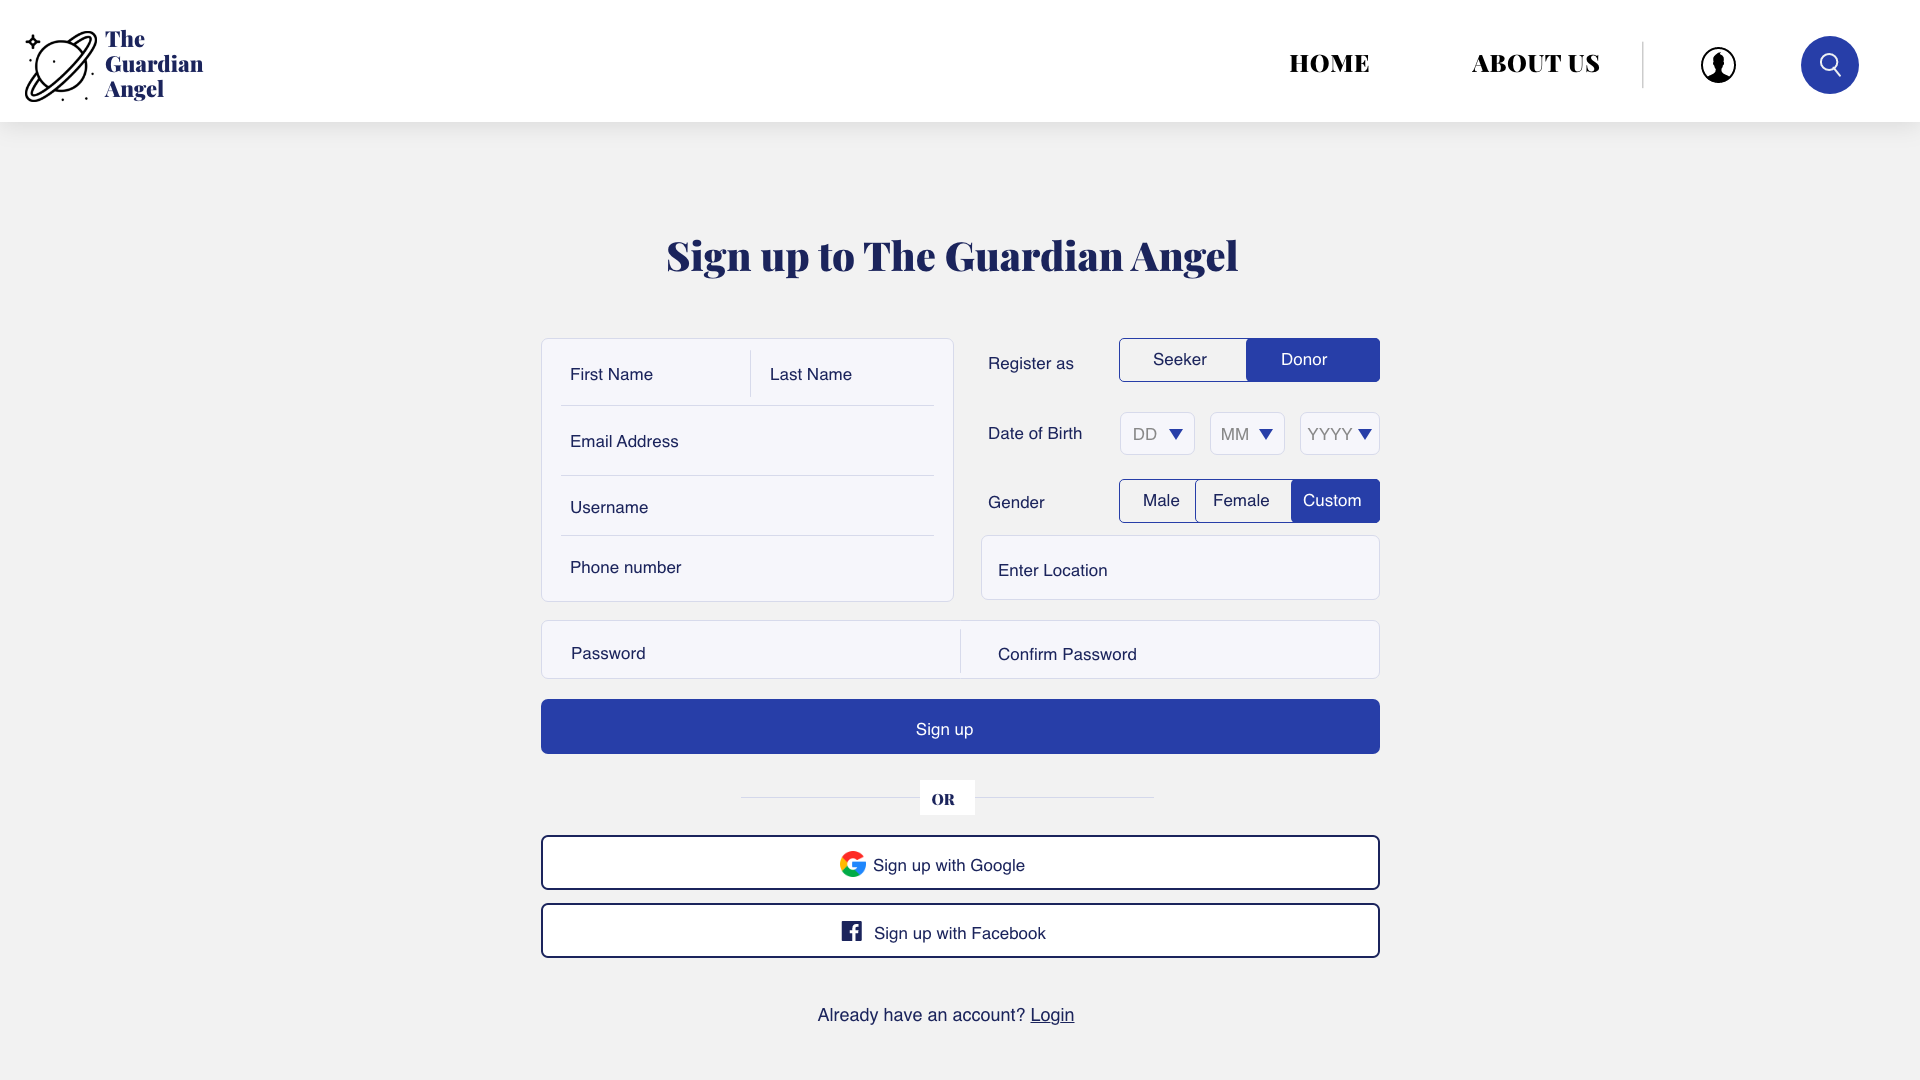 The
Guardian
Angel
HOME
ABOUT US
Sign up to The Guardian Angel
First Name
Last Name
Email Address
Username
Phone number
Register as
Seeker
Donor
Date of Birth
DD
MM
YYYY
Gender
Male
Female
Custom
Enter Location
Password
Confirm Password
Sign up
OR
Sign up with Google
Sign up with Facebook
Already have an account? Login